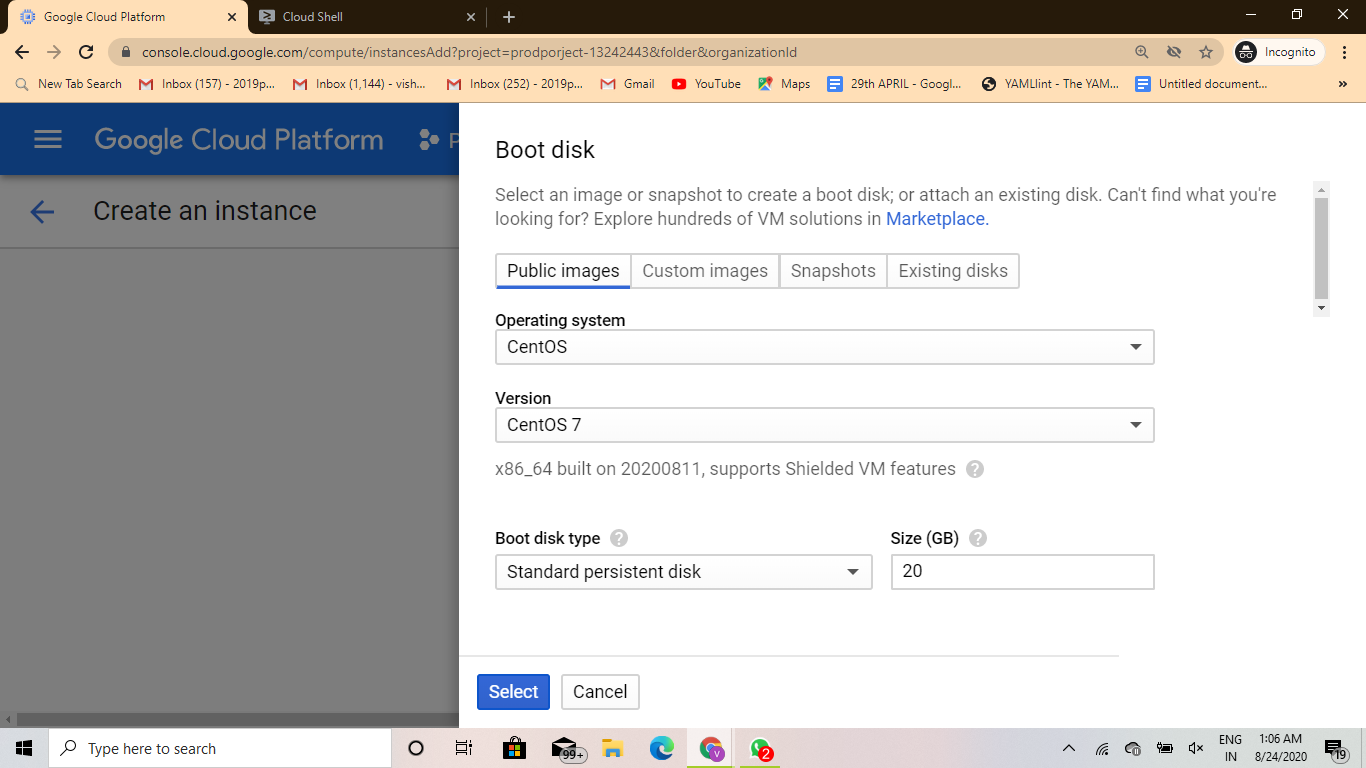 Google Cloud Platform
Cloud Shell
console.cloud.google.com/compute/instancesAdd?project=prodporject-13242443&folder&organizationId
Incognito
New Tab Search
Inbox (157) - 2019p...
Inbox (1,144) - vish...
Inbox (252) - 2019p...
Gmail
YouTube
Maps
29th APRIL - Googl...
YAMLlint - The YAM...
Untitled document...
»
Google Cloud Platform
P
Create an instance
Boot disk
Select an image or snapshot to create a boot disk; or attach an existing disk. Can't find what you're
looking for? Explore hundreds of VM solutions in Marketplace.
Public images
Custom images
Snapshots
Existing disks
Operating system
CentOS
Version
CentOS 7
x86_64 built on 20200811, supports Shielded VM features ?
Boot disk type ?
Size (GB) ?
Standard persistent disk
20
Select
Cancel
Type here to search
99+
V
2
ENG
IN
1:06 AM
8/24/2020
19